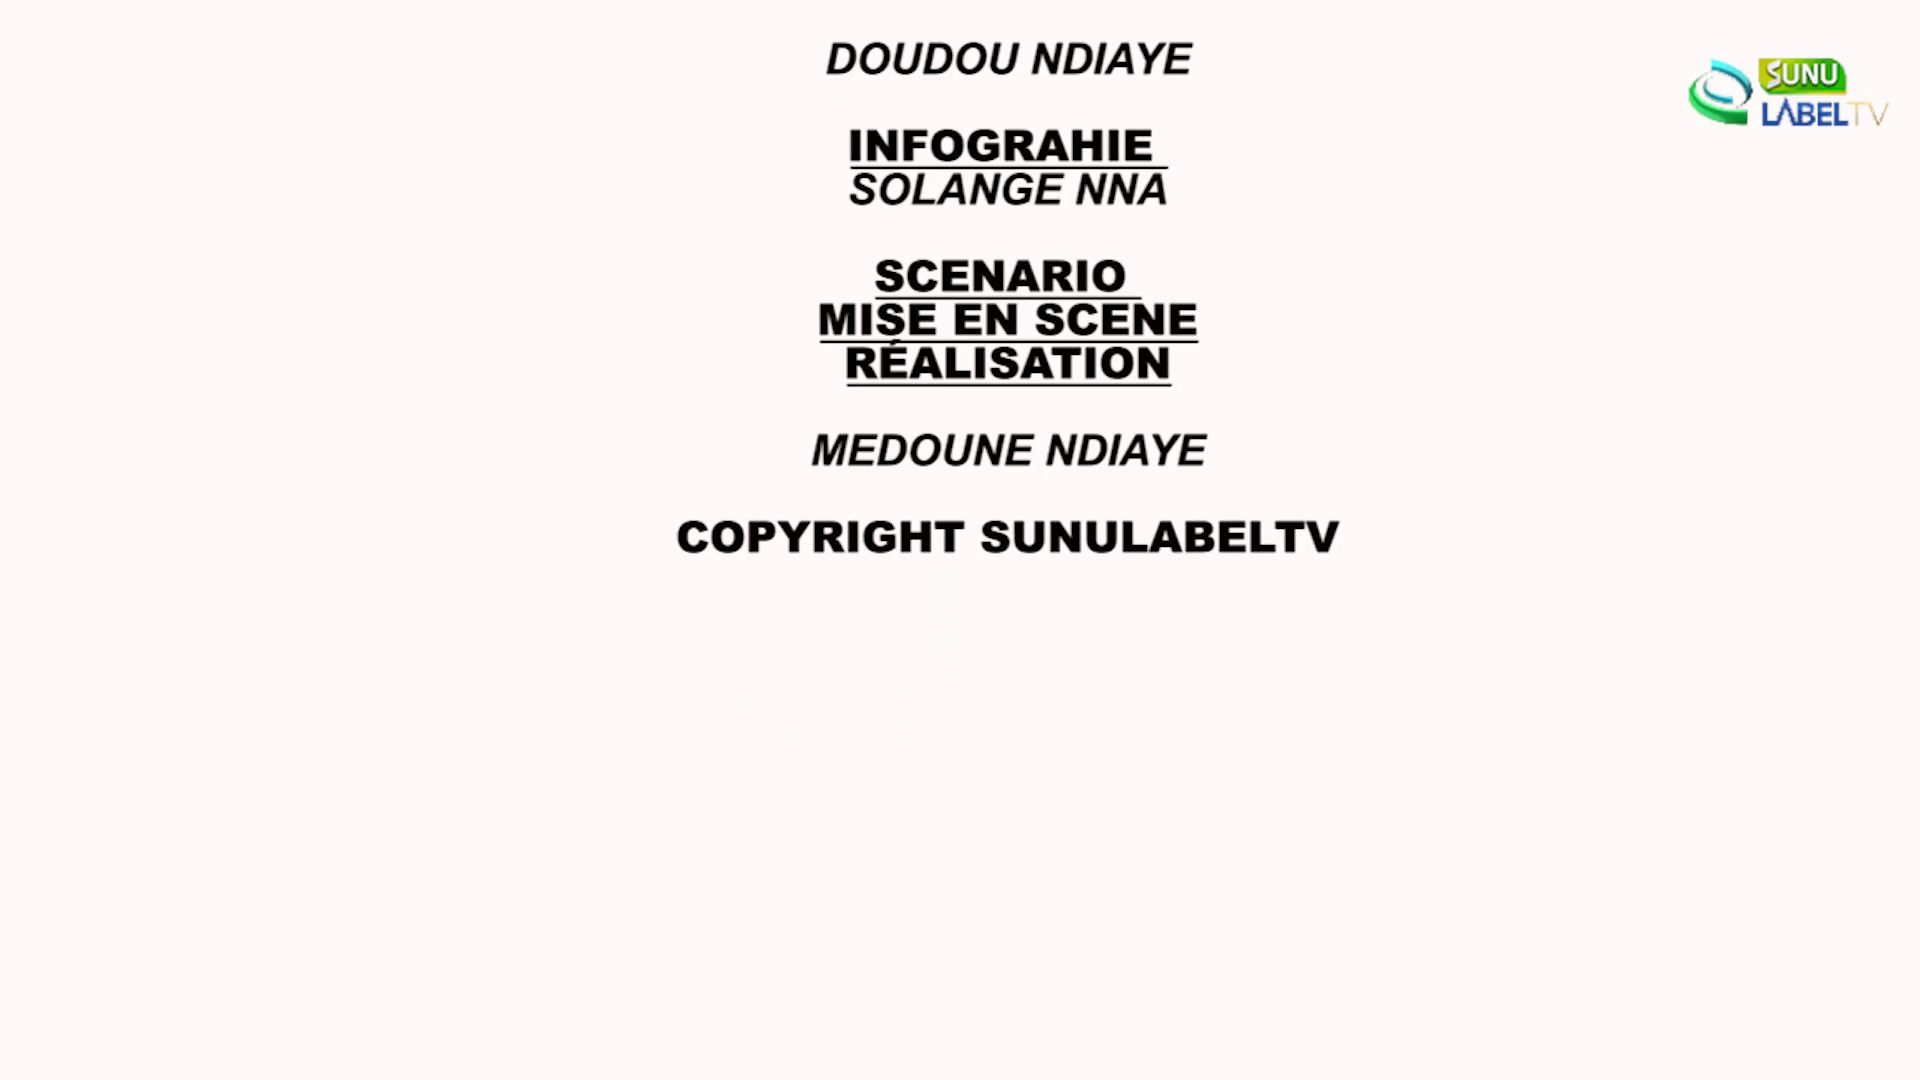 DOUDOU NDIAYE
SUNU
LABELTV
INFOGRAHIE
SOLANGE NNA
SCENARIO
MISE EN SCENE
RÉALISATION
MEDOUNE NDIAYE
COPYRIGHT SUNULABELTV